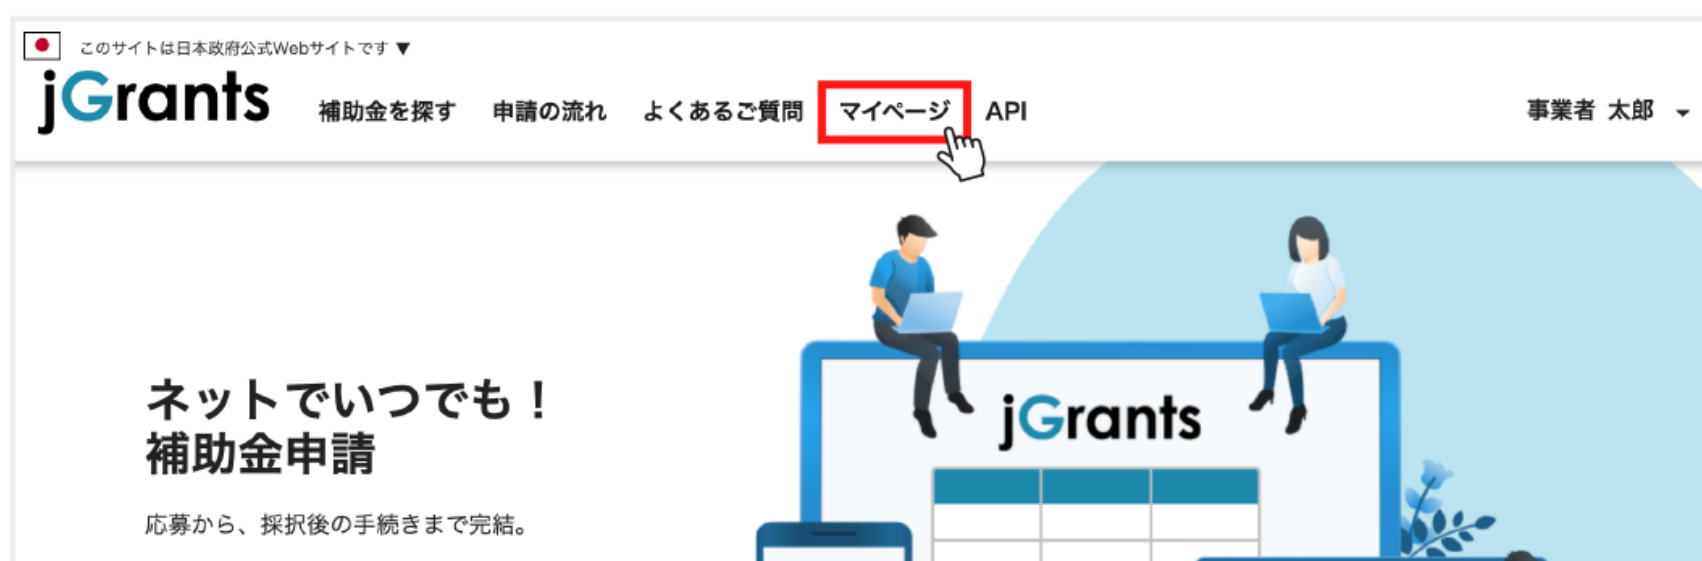 このサイトは日本政府公式Webサイトです ▼
jGrants 補助金を探す 申請の流れ よくあるご質問 マイページ API 事業者 太郎
ネットでいつでも！
補助金申請
応募から、採択後の手続きまで完結。
jGrants